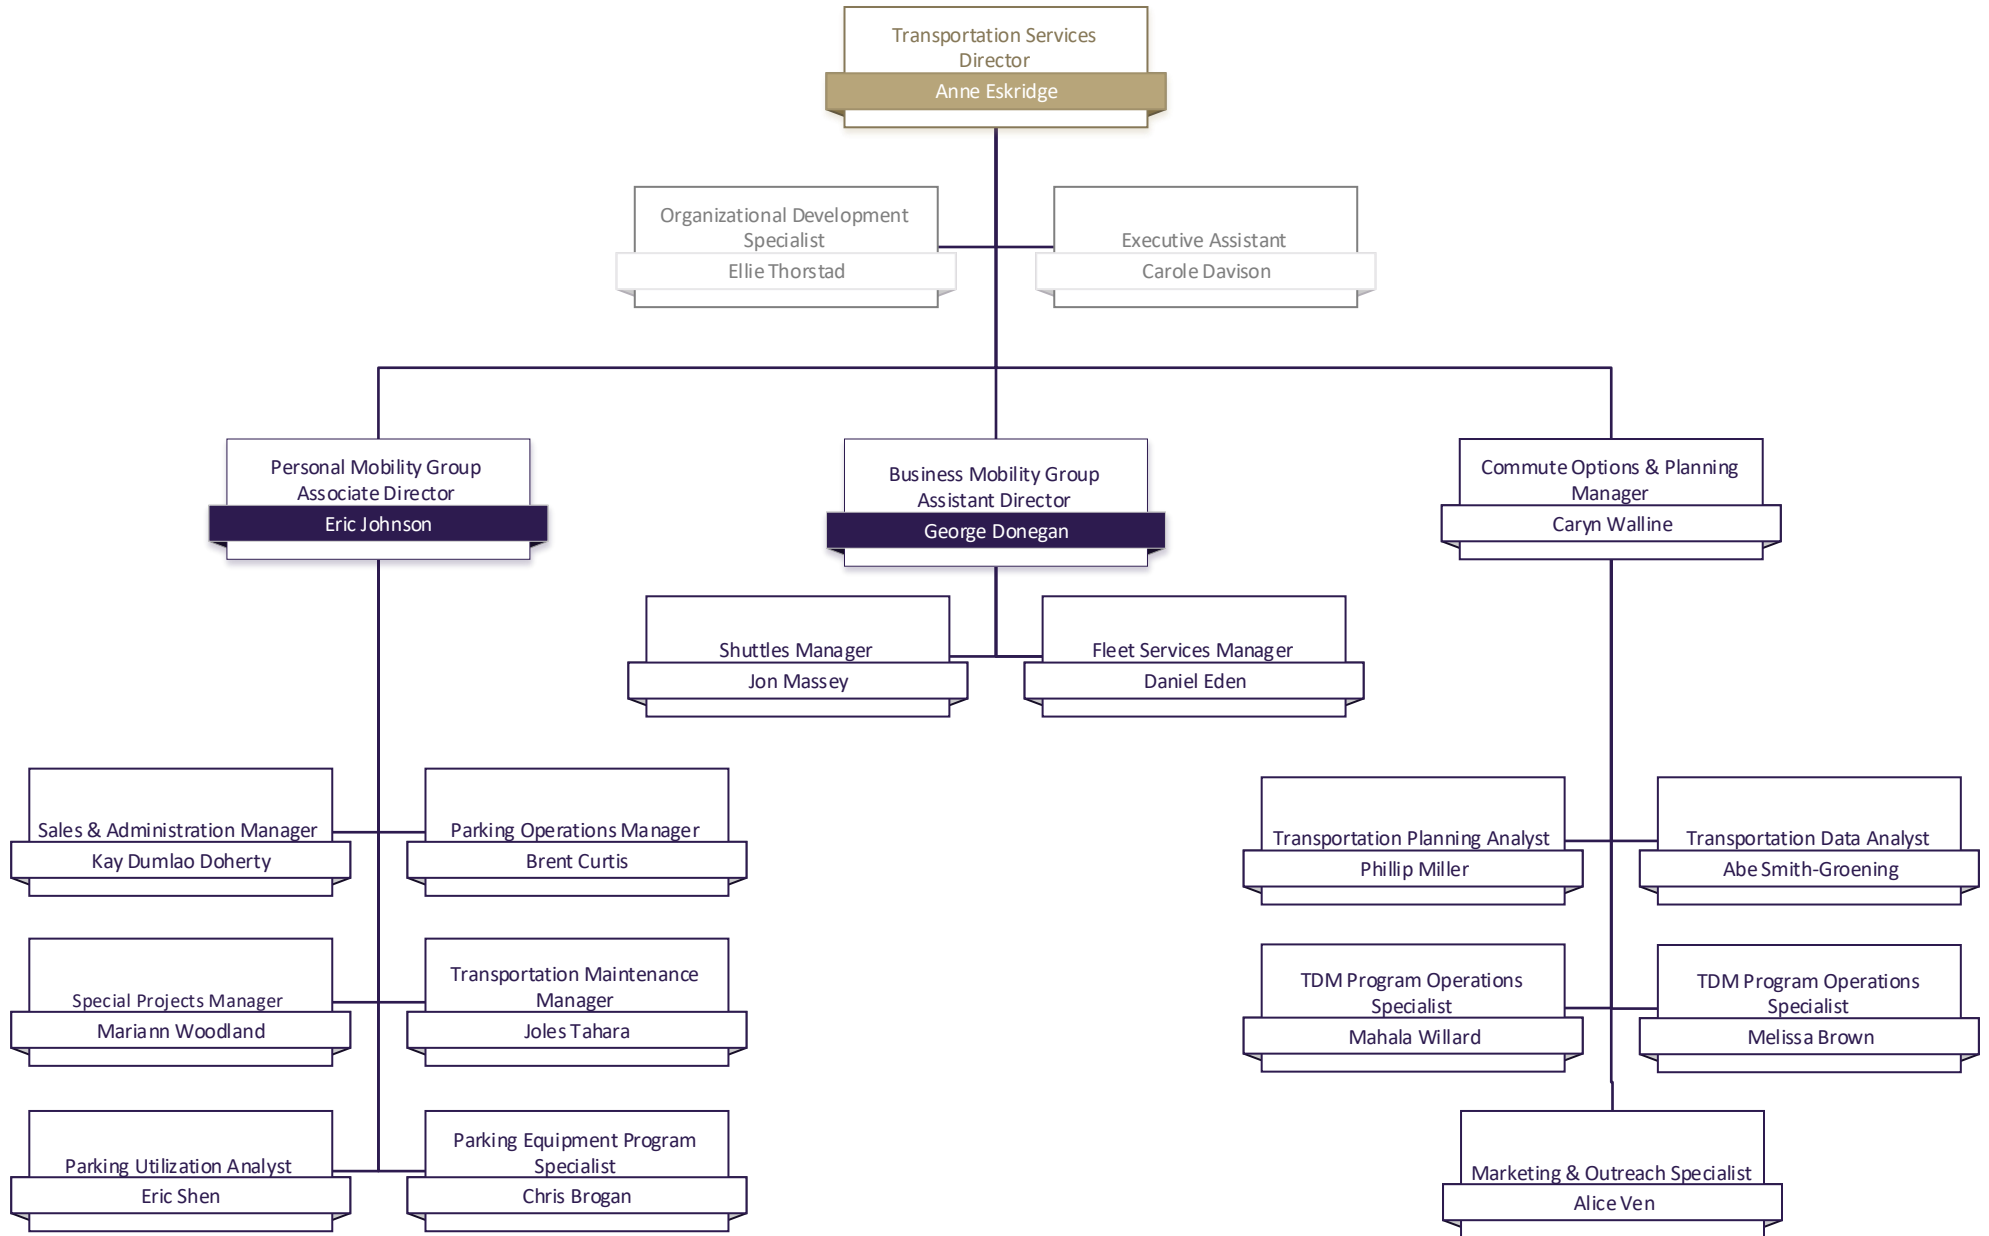 Transportation Services
Director
Anne Eskridge
Organizational Development
Specialist
Ellie Thorstad
Executive Assistant
Carole Davison
Personal Mobility Group
Associate Director
Eric Johnson
Business Mobility Group
Assistant Director
George Donegan
Commute Options & Planning
Manager
Caryn Walline
Shuttles Manager
Jon Massey
Fleet Services Manager
Daniel Eden
Sales & Administration Manager
Kay Dumlao Doherty
Parking Operations Manager
Brent Curtis
Transportation Planning Analyst
Phillip Miller
Transportation Data Analyst
Abe Smith-Groening
Special Projects Manager
Mariann Woodland
Transportation Maintenance
Manager
Joles Tahara
TDM Program Operations
Specialist
Mahala Willard
TDM Program Operations
Specialist
Melissa Brown
Parking Utilization Analyst
Eric Shen
Parking Equipment Program
Specialist
Chris Brogan
Marketing & Outreach Specialist
Alice Ven